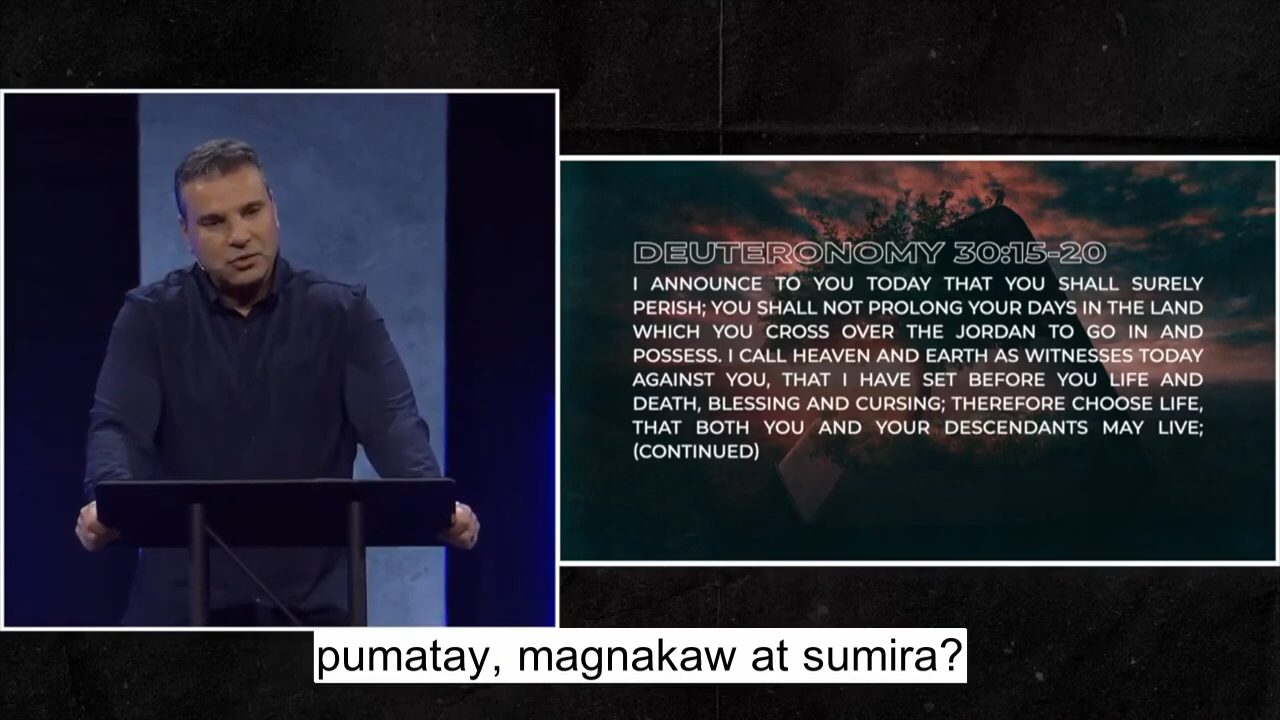 DEUTERONOMY 30:15-20
I ANNOUNCE TO YOU TODAY THAT YOU SHALL SURELY
PERISH; YOU SHALL NOT PROLONG YOUR DAYS IN THE LAND
WHICH YOU CROSS OVER THE JORDAN TO GO IN AND
POSSESS. I CALL HEAVEN AND EARTH AS WITNESSES TODAY
AGAINST YOU, THAT I HAVE SET BEFORE YOU LIFE AND
DEATH, BLESSING AND CURSING; THEREFORE CHOOSE LIFE,
THAT BOTH YOU AND YOUR DESCENDANTS MAY LIVE;
(CONTINUED)
pumatay, magnakaw at sumira?